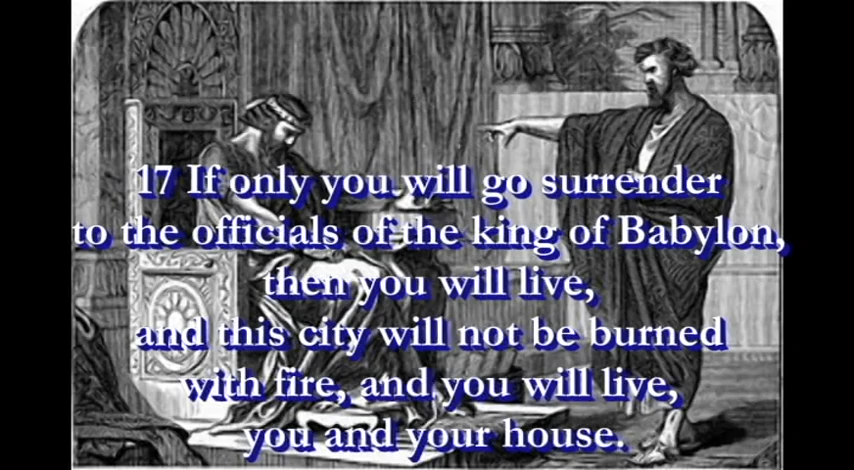 17 If only you will go surrender
to the officials of the king of Babylon,
then you will live,
and this city will not be burned
with fire, and you will live,
you and your house.